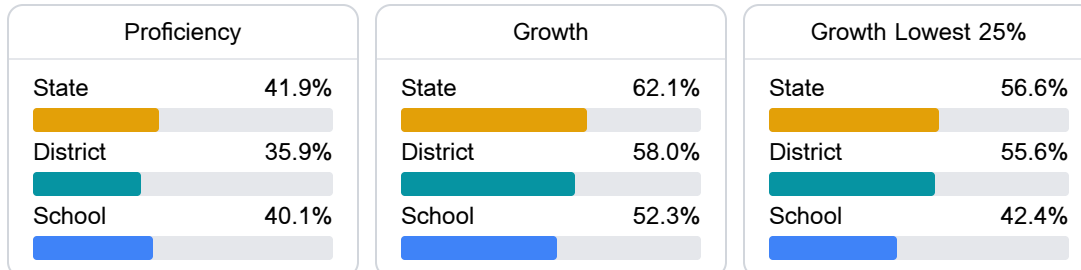 Proficiency
State 41.9%
District 35.9%
School 40.1%
Growth
State 62.1%
District 58.0%
School 52.3%
Growth Lowest 25%
State 56.6%
District 55.6%
School 42.4%